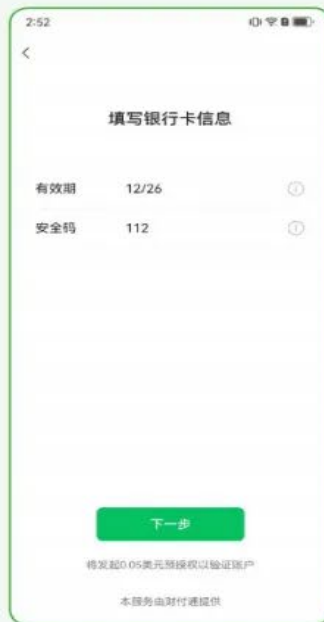 2:52
填写银行卡信息
有效期 12/26
安全码 112
下一步
将发起0.05美元预授权以验证账户
本服务由财付通提供